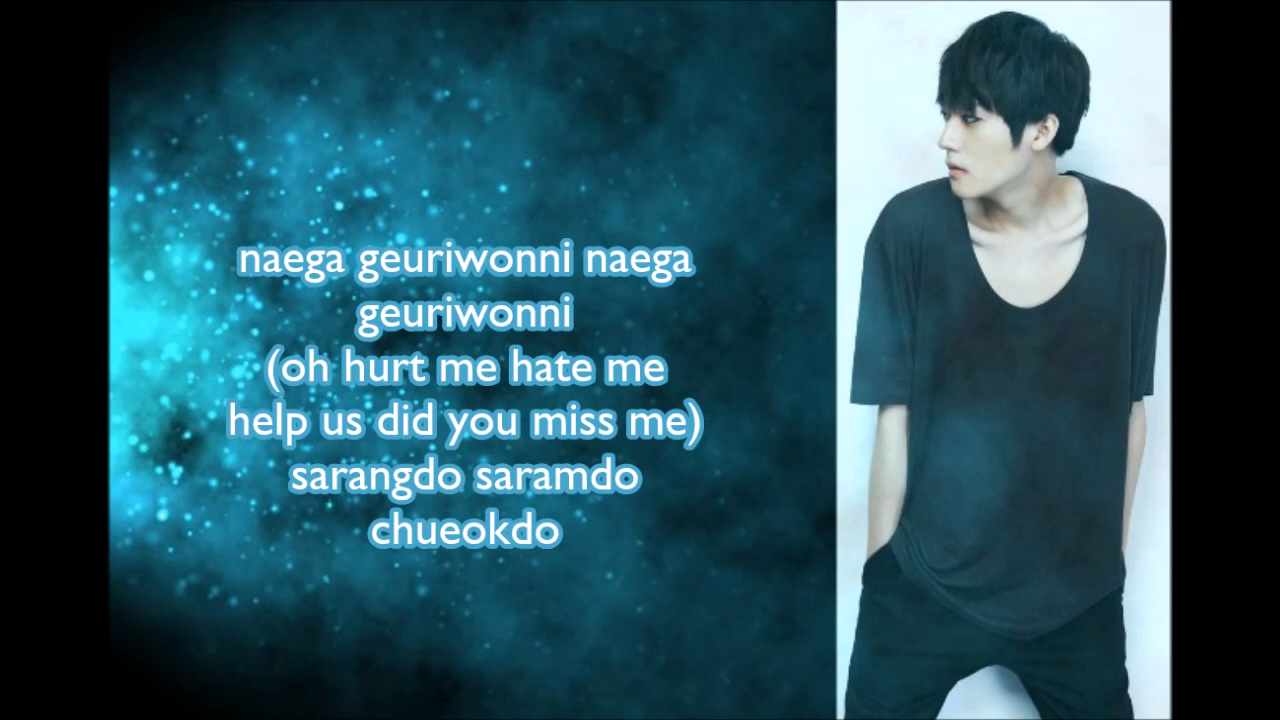 naega geuriwonni naega
geuriwonni
(oh hurt me hate me
help us did you miss me)
sarangdo saramdo
chueokdo